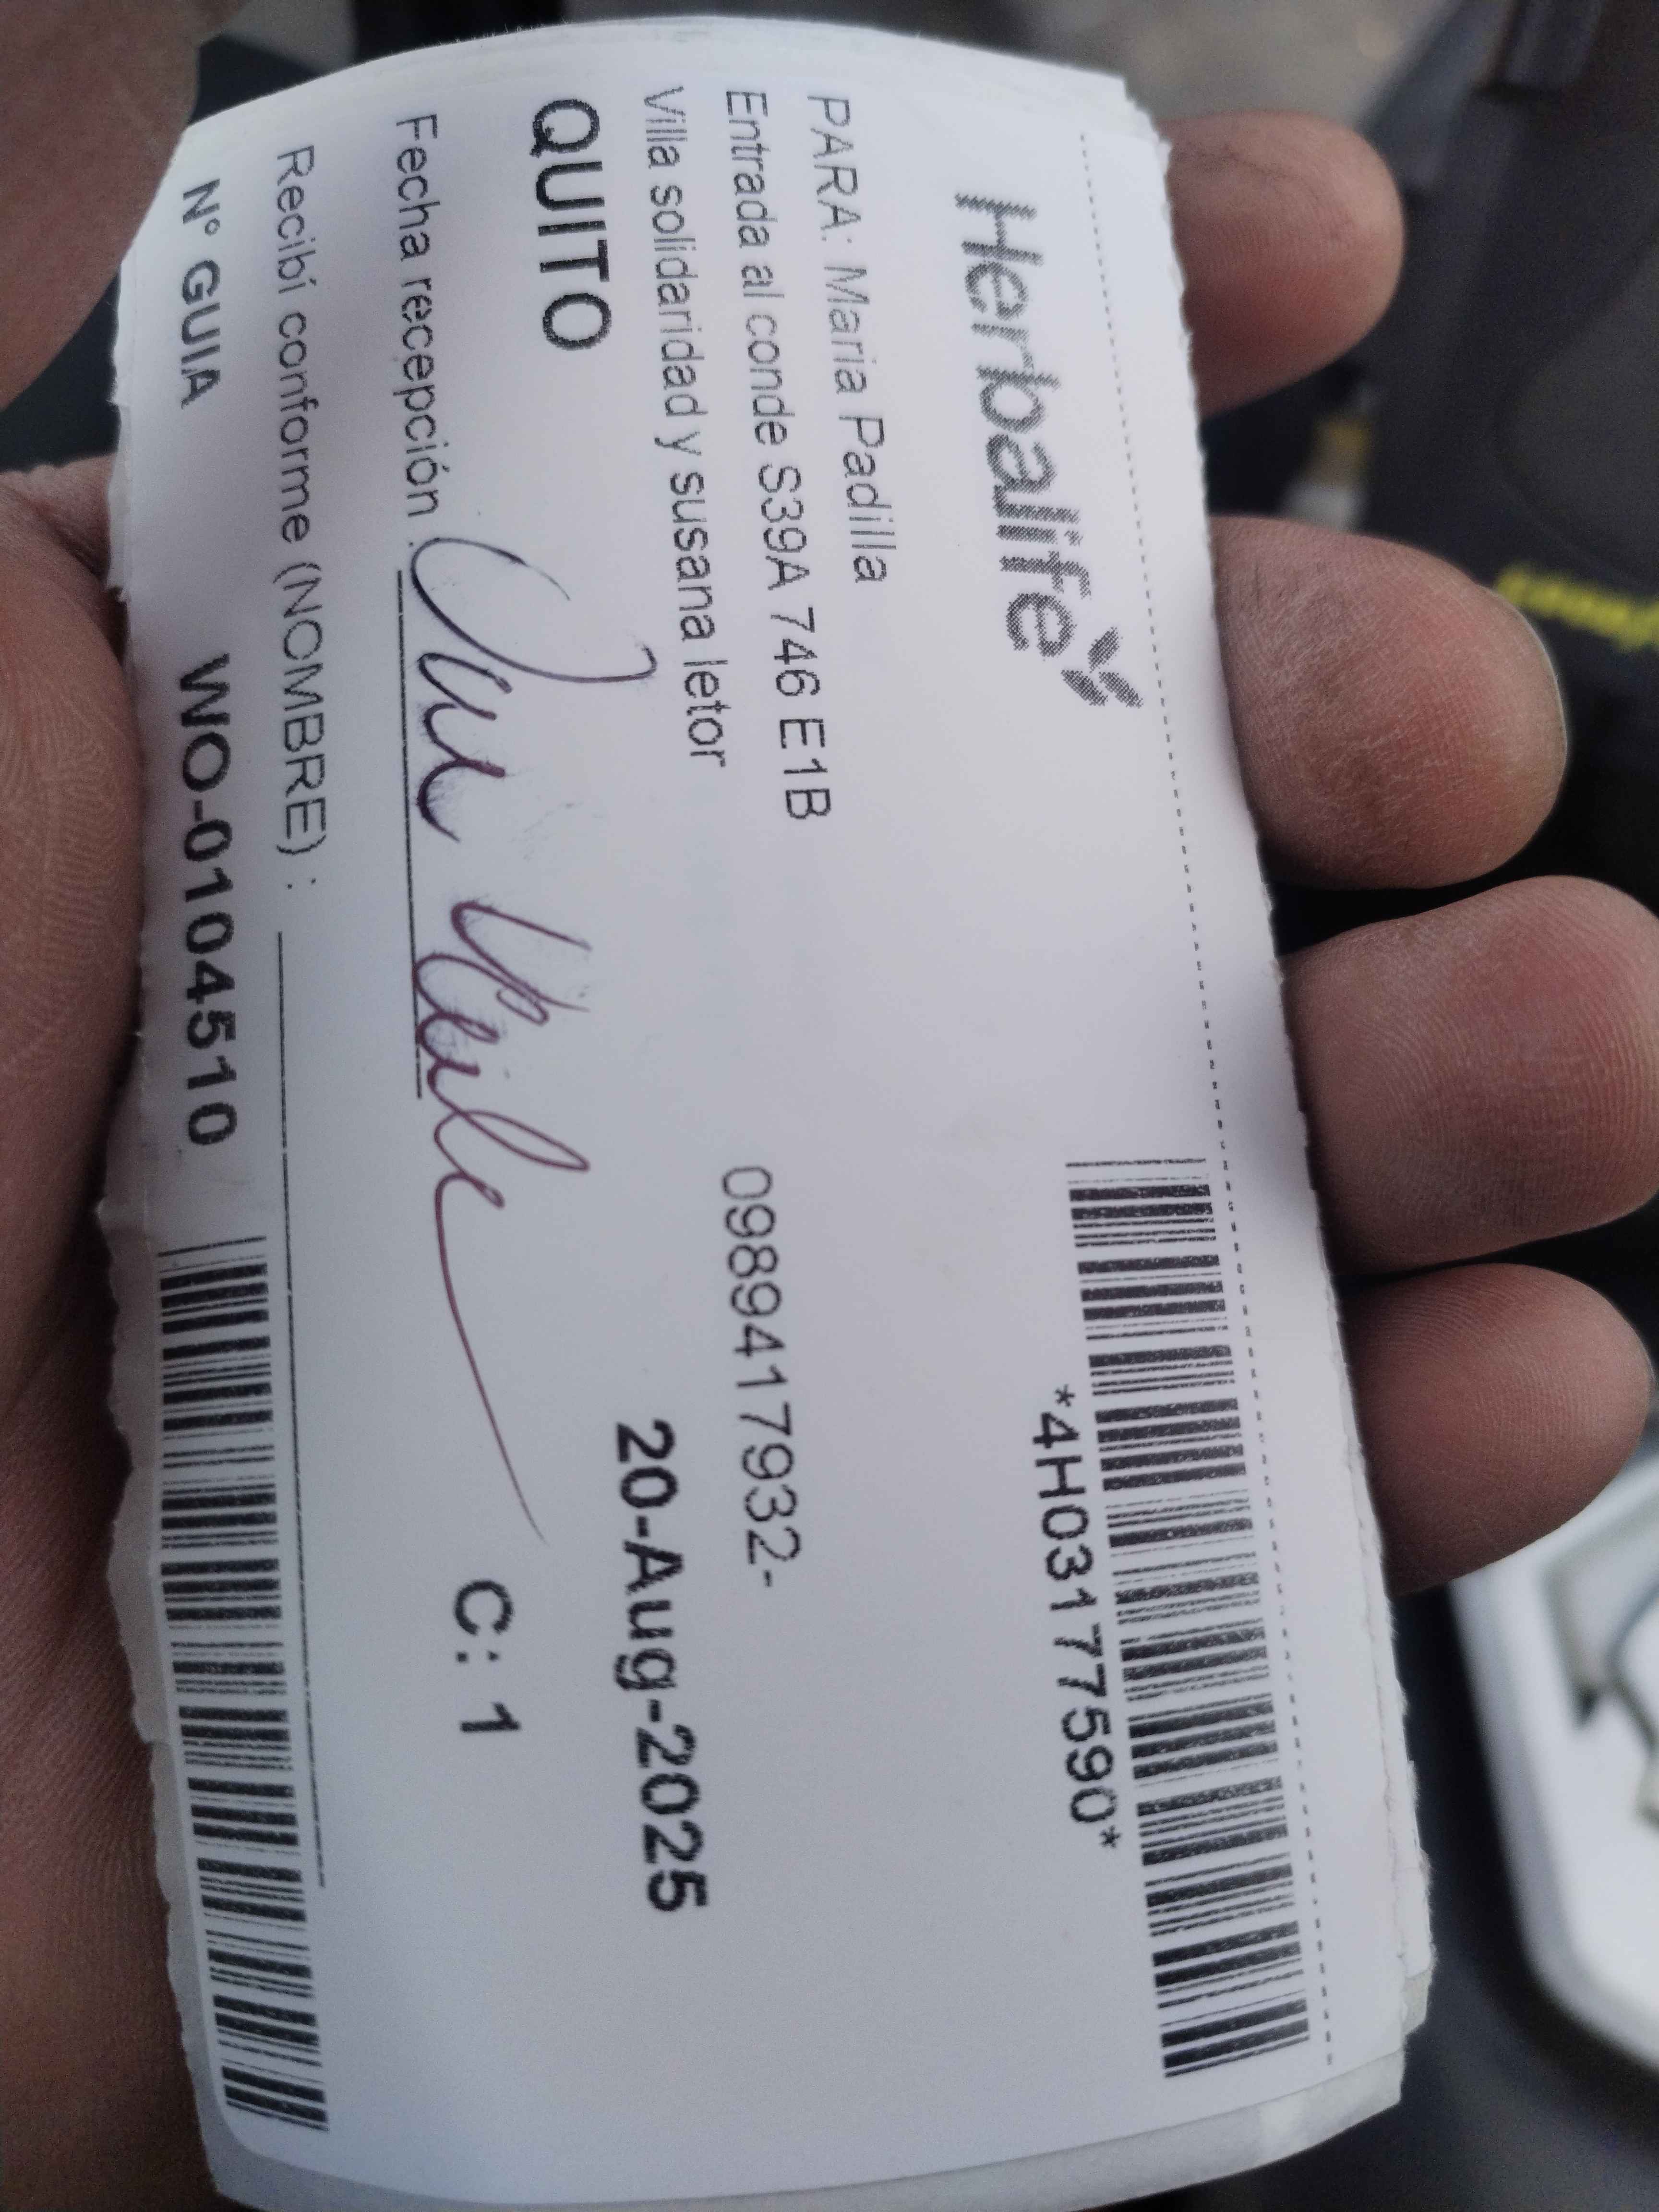 Herbalife
*4H03177590*
PARA: Maria Padilla
Entrada al conde S39A 746 E1B
0989417932-
Villa solidaridad y susana letor
QUITO
20-Aug-2025
Fecha recepción
C: 1
Recibí conforme (NOMBRE) :
N° GUIA WO-0104510